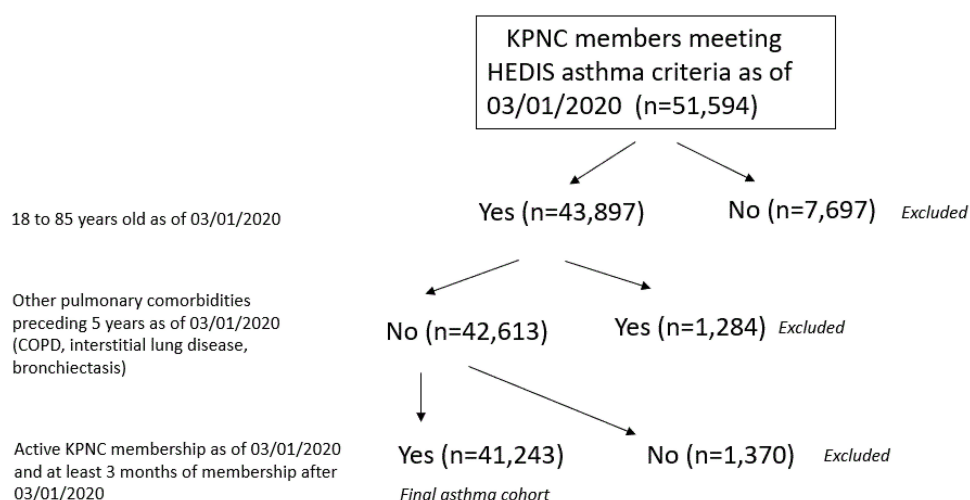 KPNC members meeting
HEDIS asthma criteria as of
03/01/2020 (n=51,594)
18 to 85 years old as of 03/01/2020
Yes (n=43,897)
No (n=7,697)
Excluded
Other pulmonary comorbidities
preceding 5 years as of 03/01/2020
(COPD, interstitial lung disease,
bronchiectasis)
No (n=42,613)
Yes (n=1,284)
Excluded
Active KPNC membership as of 03/01/2020
and at least 3 months of membership after
03/01/2020
Yes (n=41,243)
No (n=1,370)
Excluded
Final asthma cohort